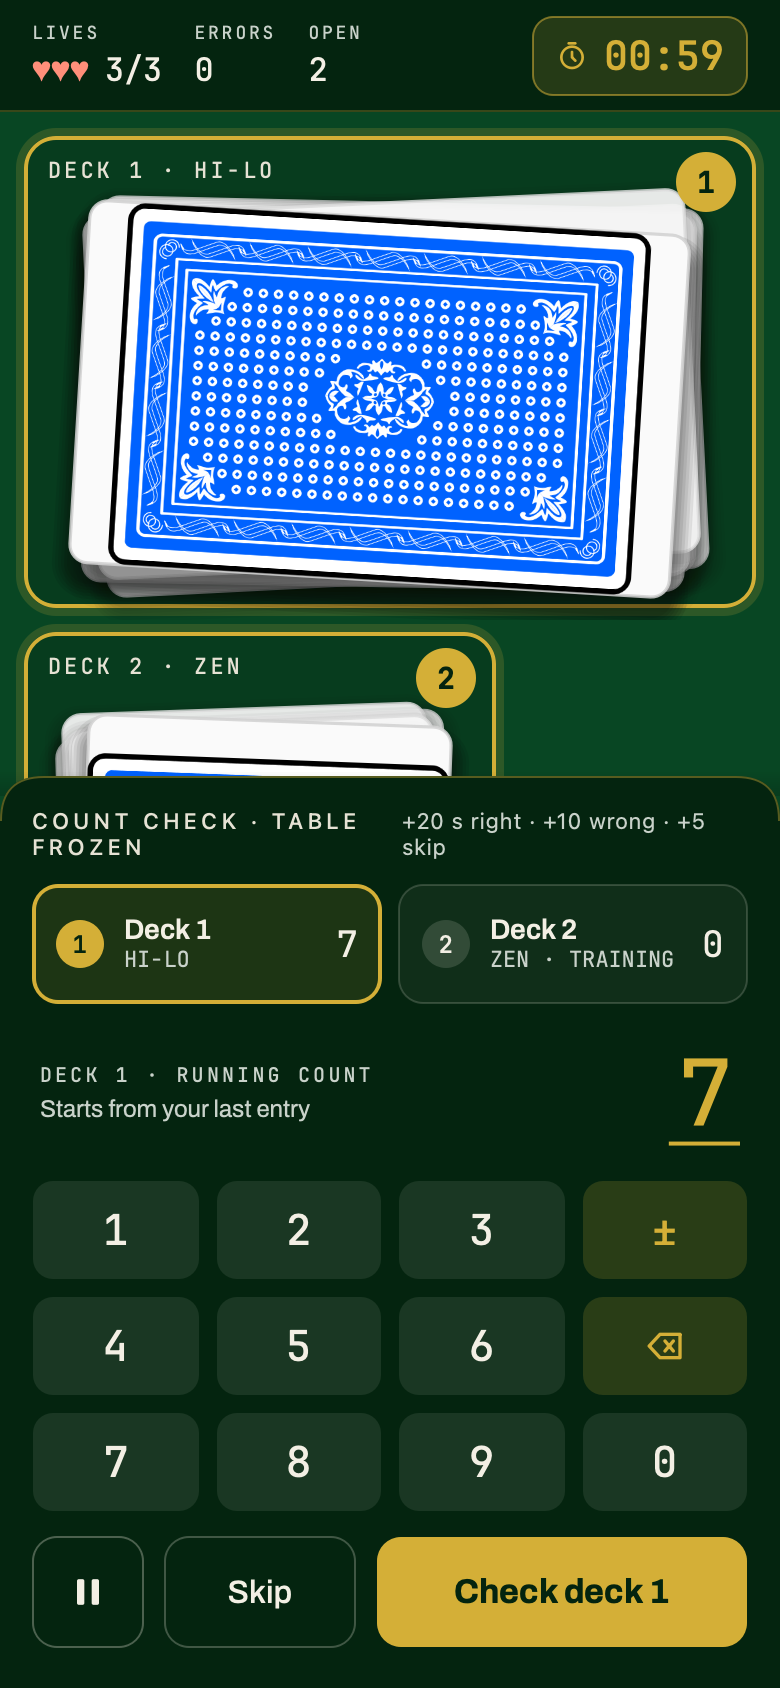 LIVES
♥♥♥ 3/3
ERRORS
0
OPEN
2
00:59
DECK 1 · HI-LO
1
DECK 2 · ZEN
2
COUNT CHECK · TABLE
FROZEN
+20 s right · +10 wrong · +5
skip
1
Deck 1
HI-LO
7
2
Deck 2
ZEN · TRAINING
0
DECK 1 · RUNNING COUNT
Starts from your last entry
7
1 2 3 ±
4 5 6
7 8 9 0
Skip
Check deck 1